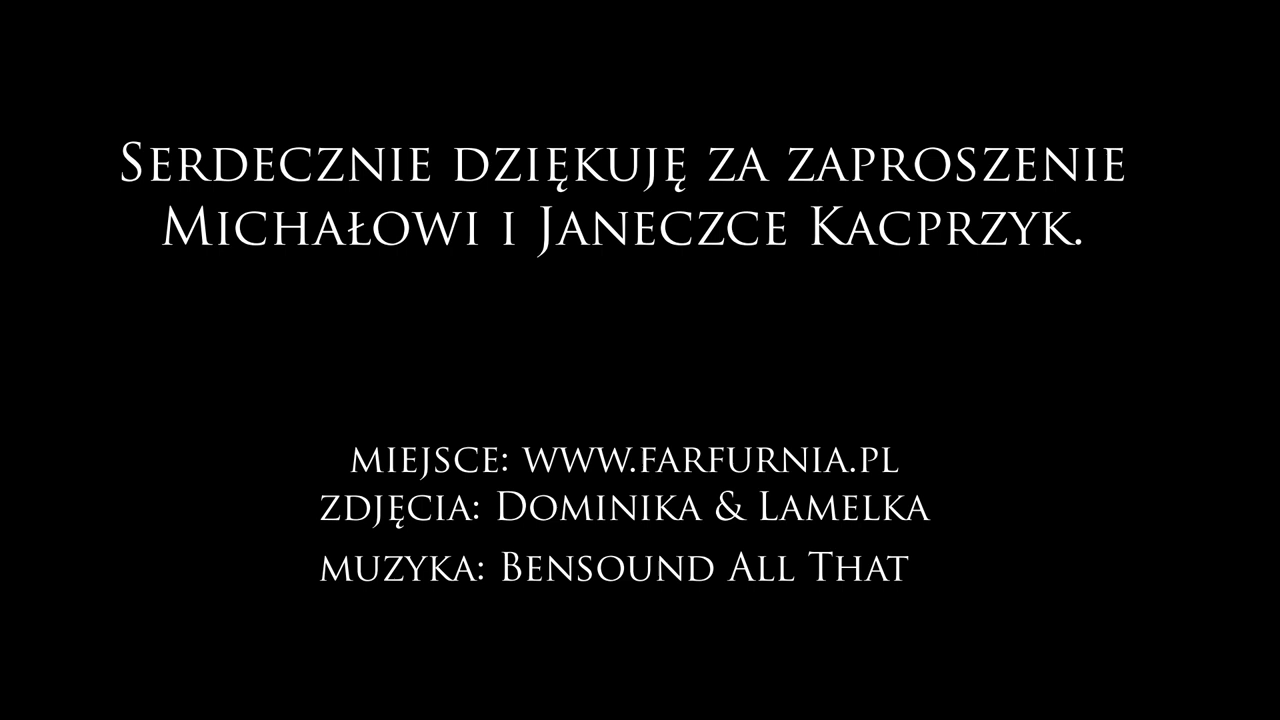 Serdecznie dziękuję za zaproszenie
Michałowi i Janeczce Kacprzyk.
miejsce: www.farfurnia.pl
zdjęcia: Dominika & Lamelka
muzyka: Bensound All That